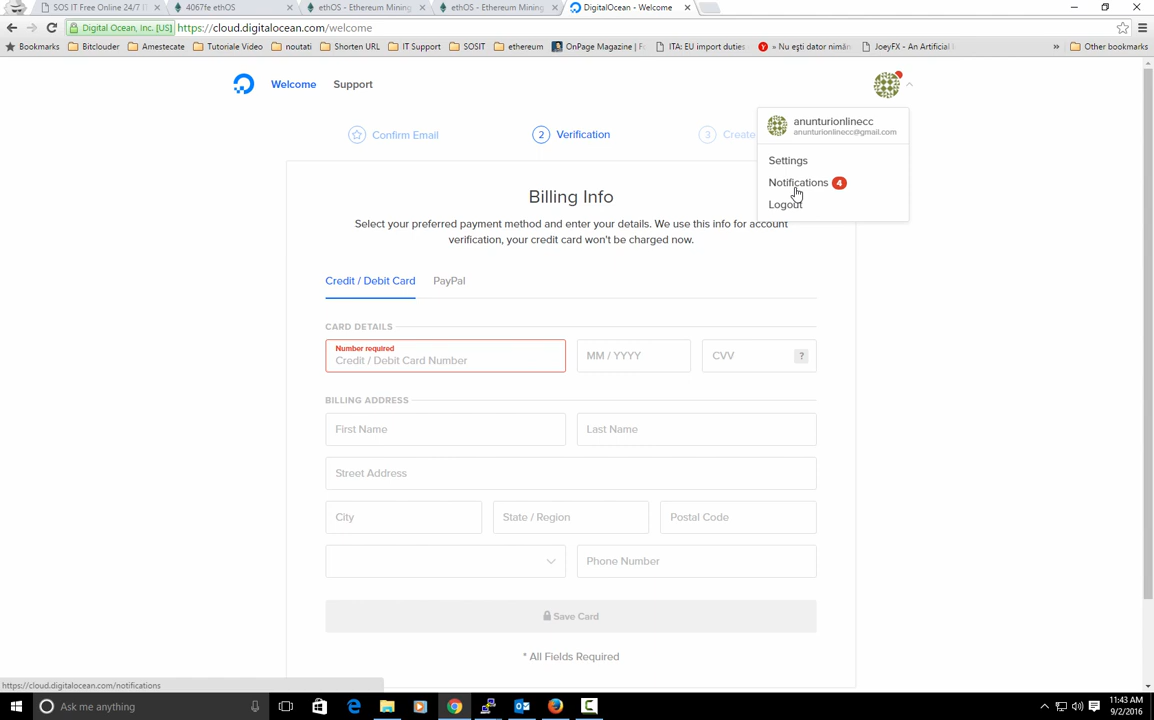 SOS IT Free Online 24/7 IT
4067fe ethOS
ethOS - Ethereum Mining
ethOS - Ethereum Mining
DigitalOcean - Welcome
Digital Ocean, Inc. [US]
https://cloud.digitalocean.com/welcome
Bookmarks
Bitclouder
Amestecate
Tutoriale Video
noutati
Shorten URL
IT Support
SOSIT
ethereum
OnPage Magazine | F
ITA: EU import duties
» Nu eşti dator nimăn
JoeyFX - An Artificial
»
Other bookmarks
Welcome
Support
anunturionlinecc
anunturionlinecc@gmail.com
Settings
Notifications 4
Logout
Confirm Email
2 Verification
3 Create
Billing Info
Select your preferred payment method and enter your details. We use this info for account
verification, your credit card won't be charged now.
Credit / Debit Card
PayPal
CARD DETAILS
Number required
Credit / Debit Card Number
MM / YYYY
CVV
?
BILLING ADDRESS
First Name
Last Name
Street Address
City
State / Region
Postal Code
Phone Number
Save Card
* All Fields Required
https://cloud.digitalocean.com/notifications
Ask me anything
11:43 AM
9/2/2016